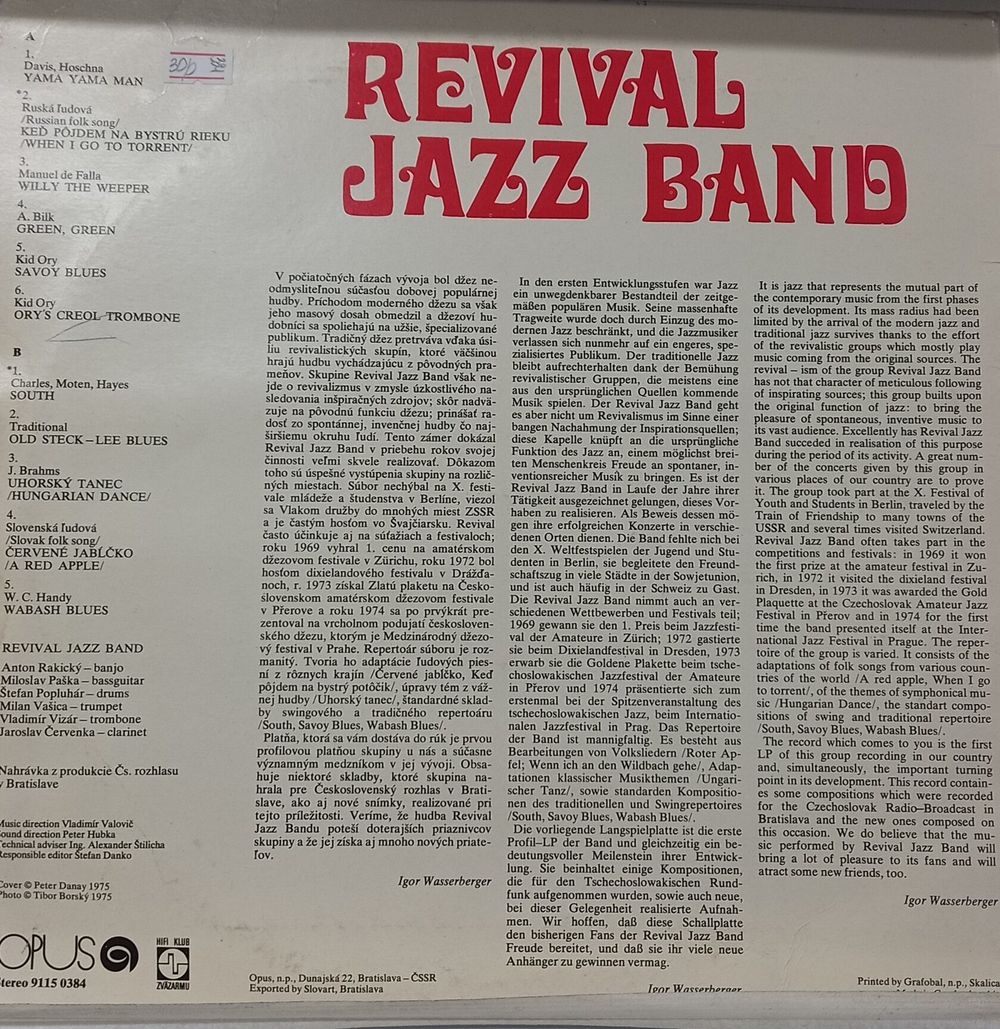 REVIVAL
JAZZ BAND
30p
A
1.
Davis, Hoschna
YAMA YAMA MAN
*2.
Ruská ľudová
/Russian folk song/
KEĎ PÔJDEM NA BYSTRÚ RIEKU
/WHEN I GO TO TORRENT/
3.
Manuel de Falla
WILLY THE WEEPER
4.
A. Bilk
GREEN, GREEN
5.
Kid Ory
SAVOY BLUES
6.
Kid Ory
ORY'S CREOL TROMBONE
B
*1.
Charles, Moten, Hayes
SOUTH
2.
Traditional
OLD STECK–LEE BLUES
3.
J. Brahms
UHORSKÝ TANEC
/HUNGARIAN DANCE/
4.
Slovenská ľudová
/Slovak folk song/
ČERVENÉ JABĹČKO
/A RED APPLE/
5.
W. C. Handy
WABASH BLUES
REVIVAL JAZZ BAND
Anton Rakický – banjo
Miloslav Paška – bassguitar
Štefan Popluhár – drums
Milan Vašica – trumpet
Vladimír Vizár – trombone
Jaroslav Červenka – clarinet
Nahrávka z produkcie Čs. rozhlasu
v Bratislave
Music direction Vladimír Valovič
Sound direction Peter Hubka
Technical adviser Ing. Alexander Štilicha
Responsible editor Štefan Danko
Cover © Peter Danay 1975
Photo © Tibor Borský 1975
OPUS
Stereo 9115 0384
HIFI KLUB
ZVÄZARMU
V počiatočných fázach vývoja bol džez ne-
odmysliteľnou súčasťou dobovej populárnej
hudby. Príchodom moderného džezu sa však
jeho masový dosah obmedzil a džezoví hu-
dobníci sa spoliehajú na užšie, špecializované
publikum. Tradičný džez pretrváva vďaka úsi-
liu revivalistických skupín, ktoré väčšinou
hrajú hudbu vychádzajúcu z pôvodných pra-
meňov. Skupine Revival Jazz Band však ne-
jde o revivalizmus v zmysle úzkostlivého na-
sledovania inšpiračných zdrojov; skôr nadvä-
zuje na pôvodnú funkciu džezu; prinášať ra-
dosť zo spontánnej, invenčnej hudby čo naj-
širšiemu okruhu ľudí. Tento zámer dokázal
Revival Jazz Band v priebehu rokov svojej
činnosti veľmi skvele realizovať. Dôkazom
toho sú úspešné vystúpenia skupiny na rozlič-
ných miestach. Súbor nechýbal na X. festi-
vale mládeže a študenstva v Berlíne, viezol
sa Vlakom družby do mnohých miest ZSSR
a je častým hosťom vo Švajčiarsku. Revival
často účinkuje aj na súťažiach a festivaloch;
roku 1969 vyhral 1. cenu na amatérskom
džezovom festivale v Zürichu, roku 1972 bol
hosťom dixielandového festivalu v Drážďa-
noch, r. 1973 získal Zlatú plaketu na Česko-
slovenskom amatérskom džezovom festivale
v Přerove a roku 1974 sa po prvýkrát pre-
zentoval na vrcholnom podujatí českosloven-
ského džezu, ktorým je Medzinárodný džezo-
vý festival v Prahe. Repertoár súboru je roz-
manitý. Tvoria ho adaptácie ľudových pies-
ní z rôznych krajín /Červené jabĺčko, Keď
pôjdem na bystrý potôčik/, úpravy tém z váž-
nej hudby /Uhorský tanec/, štandardné sklad-
by swingového a tradičného repertoáru
/South, Savoy Blues, Wabash Blues/.
Platňa, ktorá sa vám dostáva do rúk je prvou
profilovou platňou skupiny u nás a súčasne
významným medzníkom v jej vývoji. Obsa-
huje niektoré skladby, ktoré skupina na-
hrala pre Československý rozhlas v Brati-
slave, ako aj nové snímky, realizované pri
tejto príležitosti. Veríme, že hudba Revival
Jazz Bandu poteší doterajších priaznivcov
skupiny a že jej získa aj mnoho nových priate-
ľov.
Igor Wasserberger
Opus, n.p., Dunajská 22, Bratislava – ČSSR
Exported by Slovart, Bratislava
In den ersten Entwicklungsstufen war Jazz
ein unwegdenkbarer Bestandteil der zeitge-
mäßen populären Musik. Seine massenhafte
Tragweite wurde doch durch Einzug des mo-
dernen Jazz beschränkt, und die Jazzmusiker
verlassen sich nunmehr auf ein engeres, spe-
zialisiertes Publikum. Der traditionelle Jazz
bleibt aufrechterhalten dank der Bemühung
revivalistischer Gruppen, die meistens eine
aus den ursprünglichen Quellen kommende
Musik spielen. Der Revival Jazz Band geht
es aber nicht um Revivalismus im Sinne einer
bangen Nachahmung der Inspirationsquellen;
diese Kapelle knüpft an die ursprüngliche
Funktion des Jazz an, einem möglichst brei-
ten Menschenkreis Freude an spontaner, in-
ventionsreicher Musik zu bringen. Es ist der
Revival Jazz Band in Laufe der Jahre ihrer
Tätigkeit ausgezeichnet gelungen, dieses Vor-
haben zu realisieren. Als Beweis dessen mö-
gen ihre erfolgreichen Konzerte in verschie-
denen Orten dienen. Die Band fehlte nich bei
den X. Weltfestspielen der Jugend und Stu-
denten in Berlin, sie begleitete den Freund-
schaftszug in viele Städte in der Sowjetunion,
und ist auch häufig in der Schweiz zu Gast.
Die Revival Jazz Band nimmt auch an ver-
schiedenen Wettbewerben und Festivals teil;
1969 gewann sie den 1. Preis beim Jazzfesti-
val der Amateure in Zürich; 1972 gastierte
sie beim Dixielandfestival in Dresden, 1973
erwarb sie die Goldene Plakette beim tsche-
choslowakischen Jazzfestival der Amateure
in Přerov und 1974 präsentierte sich zum
erstenmal bei der Spitzenveranstaltung des
tschechoslowakischen Jazz, beim Internatio-
nalen Jazzfestival in Prag. Das Repertoire
der Band ist mannigfaltig. Es besteht aus
Bearbeitungen von Volksliedern /Roter Ap-
fel; Wenn ich an den Wildbach gehe/, Adap-
tationen klassischer Musikthemen /Ungari-
scher Tanz/, sowie standarden Kompositio-
nen des traditionellen und Swingrepertoires
/South, Savoy Blues, Wabash Blues/.
Die vorliegende Langspielplatte ist die erste
Profil–LP der Band und gleichzeitig ein be-
deutungsvoller Meilenstein ihrer Entwick-
lung. Sie beinhaltet einige Kompositionen,
die für den Tschechoslowakischen Rund-
funk aufgenommen wurden, sowie auch neue,
bei dieser Gelegenheit realisierte Aufnah-
men. Wir hoffen, daß diese Schallplatte
den bisherigen Fans der Revival Jazz Band
Freude bereitet, und daß sie ihr viele neue
Anhänger zu gewinnen vermag.
Igor Wasserberger
It is jazz that represents the mutual part of
the contemporary music from the first phases
of its development. Its mass radius had been
limited by the arrival of the modern jazz and
traditional jazz survives thanks to the effort
of the revivalistic groups which mostly play
music coming from the original sources. The
revival – ism of the group Revival Jazz Band
has not that character of meticulous following
of inspirating sources; this group builts upon
the original function of jazz: to bring the
pleasure of spontaneous, inventive music to
its vast audience. Excellently has Revival Jazz
Band succeded in realisation of this purpose
during the period of its activity. A great num-
ber of the concerts given by this group in
various places of our country are to prove
it. The group took part at the X. Festival of
Youth and Students in Berlin, traveled by the
Train of Friendship to many towns of the
USSR and several times visited Switzerland.
Revival Jazz Band often takes part in the
competitions and festivals: in 1969 it won
the first prize at the amateur festival in Zu-
rich, in 1972 it visited the dixieland festival
in Dresden, in 1973 it was awarded the Gold
Plaquette at the Czechoslovak Amateur Jazz
Festival in Přerov and in 1974 for the first
time the band presented itself at the Inter-
national Jazz Festival in Prague. The reper-
toire of the group is varied. It consists of the
adaptations of folk songs from various coun-
tries of the world /A red apple, When I go
to torrent/, of the themes of symphonical mu-
sic /Hungarian Dance/, the standart compo-
sitions of swing and traditional repertoire
/South, Savoy Blues, Wabash Blues/.
The record which comes to you is the first
LP of this group recording in our country
and, simultaneously, the important turning
point in its development. This record contain-
es some compositions which were recorded
for the Czechoslovak Radio–Broadcast in
Bratislava and the new ones composed on
this occasion. We do believe that the mu-
sic performed by Revival Jazz Band will
bring a lot of pleasure to its fans and will
atract some new friends, too.
Igor Wasserberger
Printed by Grafobal, n.p., Skalica